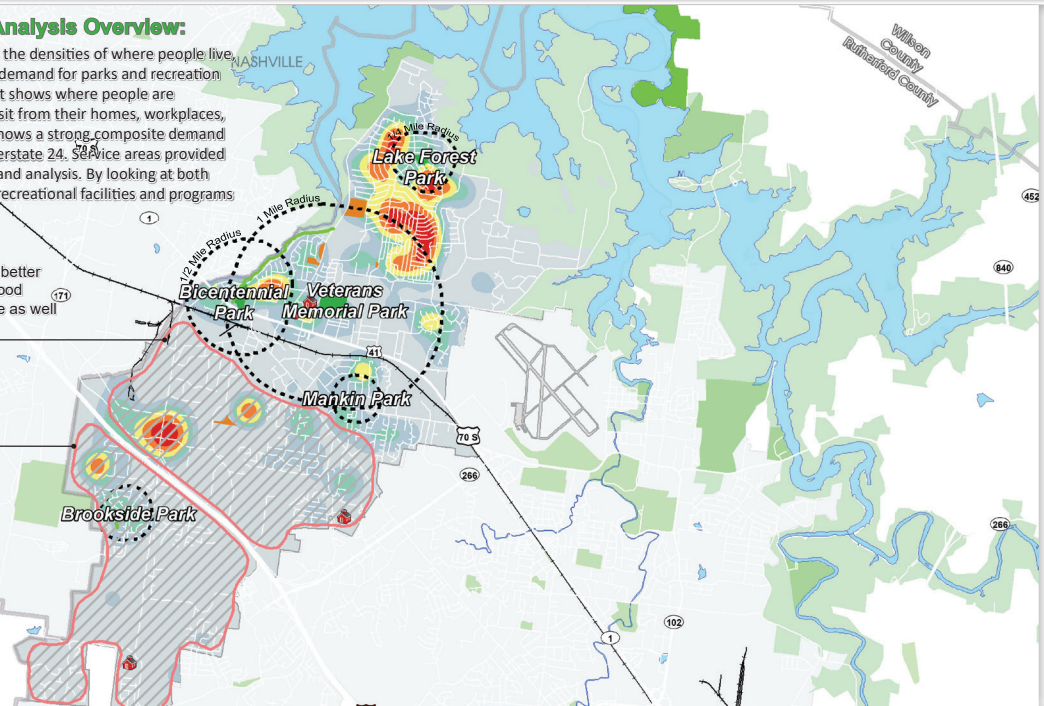 Analysis Overview:
the densities of where people live,
demand for parks and recreation
t shows where people are
sit from their homes, workplaces,
hows a strong composite demand
erstate 24. Service areas provided
and analysis. By looking at both
recreational facilities and programs
better
ood
e as well
NASHVILLE
Wilson
County
Rutherford County
1/4 Mile Radius
Lake Forest
Park
1 Mile Radius
1/2 Mile Radius
Bicentennial
Park
Veterans
Memorial Park
Mankin Park
Brookside Park
70 S
1
171
41
70 S
266
452
840
266
102
1